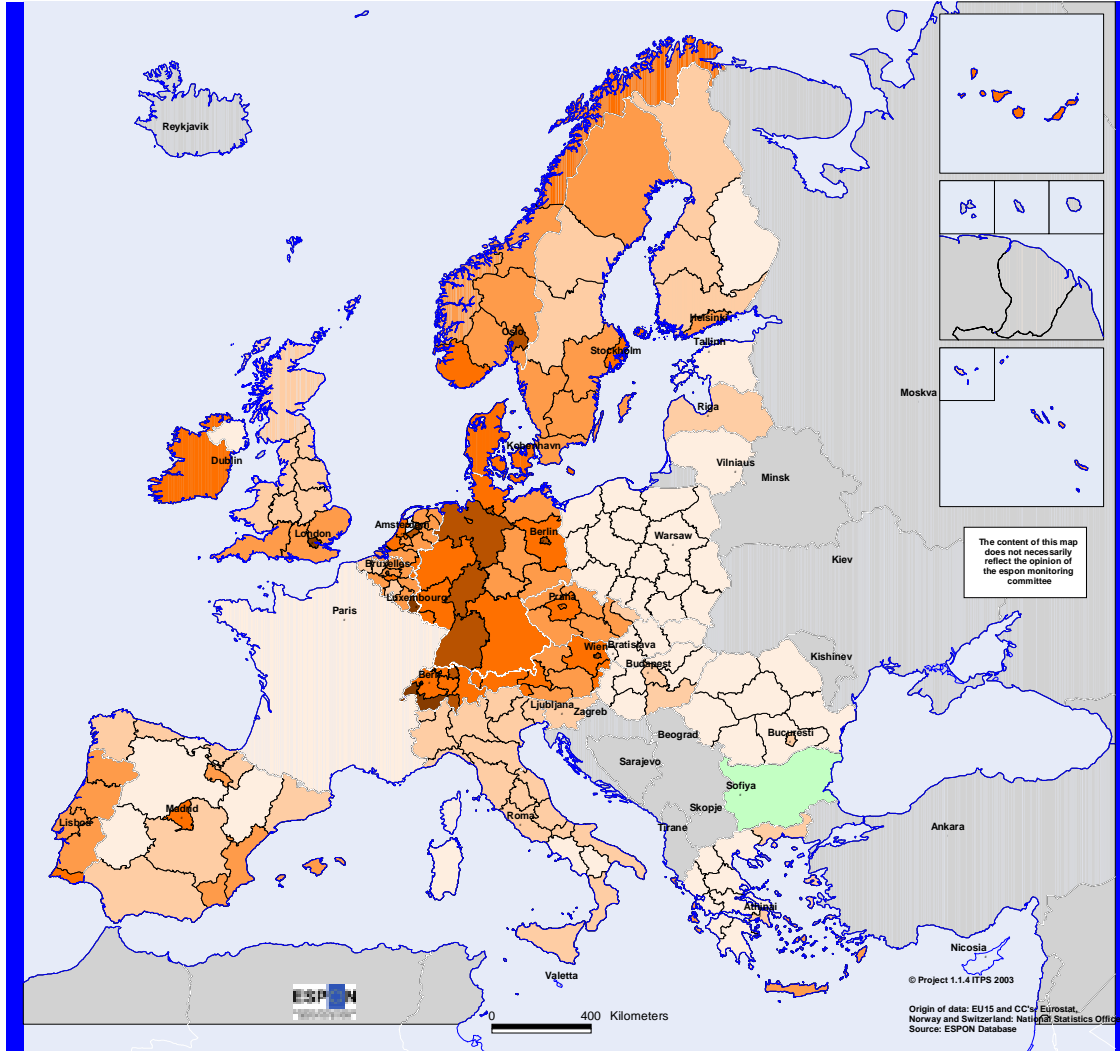 Reykjavik
Oslo
Helsinki
Stockholm
Tallinn
Riga
Moskva
Kobenhavn
Dublin
Vilniaus
Minsk
London
Amsterdam
Berlin
Warsaw
The content of this map
does not necessarily
reflect the opinion of
the espon monitoring
committee
Bruxelles
Kiev
Luxembourg
Praha
Paris
Wien
Bratislava
Kishinev
Budapest
Bern
Ljubljana
Zagreb
Beograd
Bucuresti
Sarajevo
Sofiya
Madrid
Skopje
Lisboa
Roma
Tirane
Ankara
Athinai
Nicosia
Valetta
© Project 1.1.4 ITPS 2003
ESPON
0 400 Kilometers
Origin of data: EU15 and CC's: Eurostat,
Norway and Switzerland: National Statistics Offic
Source: ESPON Database